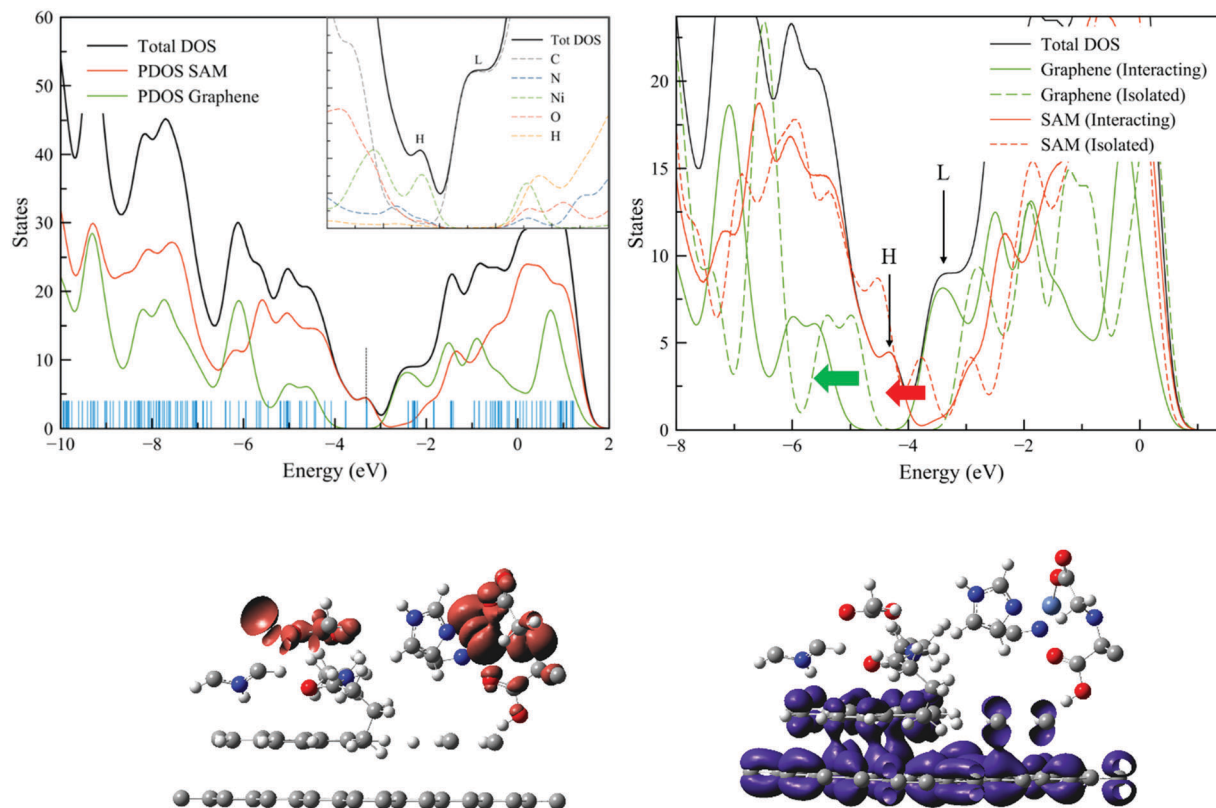 60
50
40
30
20
10
0
States
Total DOS
PDOS SAM
PDOS Graphene
Tot DOS
C
N
Ni
O
H
H
L
−10
−8
−6
−4
−2
0
2
Energy (eV)
20
15
10
5
0
States
Total DOS
Graphene (Interacting)
Graphene (Isolated)
SAM (Interacting)
SAM (Isolated)
L
H
−8
−6
−4
−2
0
Energy (eV)